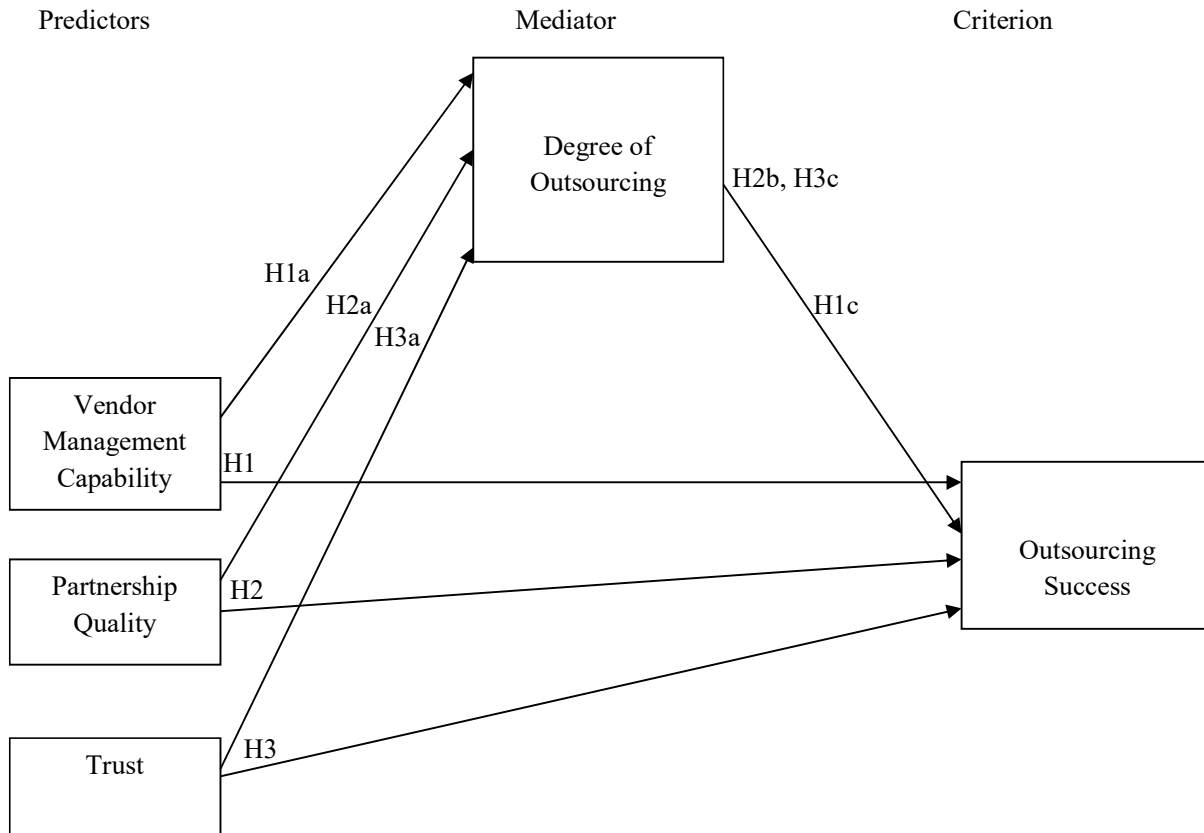 Predictors
Mediator
Criterion
Degree of
Outsourcing
H2b, H3c
H1a
H2a
H1c
H3a
Vendor
Management
Capability
H1
Outsourcing
Success
Partnership
Quality
H2
Trust
H3